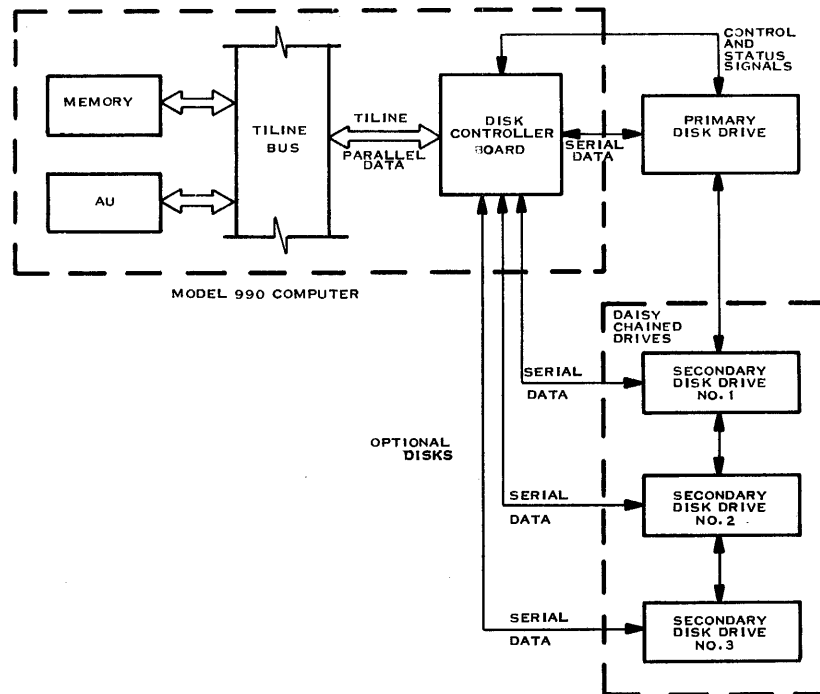 CONTROL
AND
STATUS
SIGNALS
MEMORY
AU
TILINE
BUS
TILINE
PARALLEL
DATA
DISK
CONTROLLER
BOARD
SERIAL
DATA
PRIMARY
DISK DRIVE
MODEL 990 COMPUTER
DAISY
CHAINED
DRIVES
SERIAL
DATA
SECONDARY
DISK DRIVE
NO.1
OPTIONAL
DISKS
SERIAL
DATA
SECONDARY
DISK DRIVE
NO.2
SERIAL
DATA
SECONDARY
DISK DRIVE
NO.3